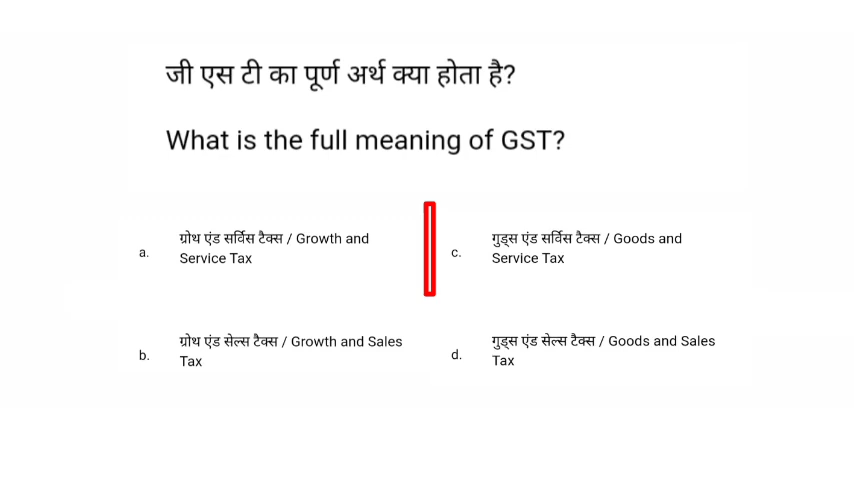 जी एस टी का पूर्ण अर्थ क्या होता है?
What is the full meaning of GST?
a. ग्रोथ एंड सर्विस टैक्स / Growth and
Service Tax
b. ग्रोथ एंड सेल्स टैक्स / Growth and Sales
Tax
c. गुड्स एंड सर्विस टैक्स / Goods and
Service Tax
d. गुड्स एंड सेल्स टैक्स / Goods and Sales
Tax